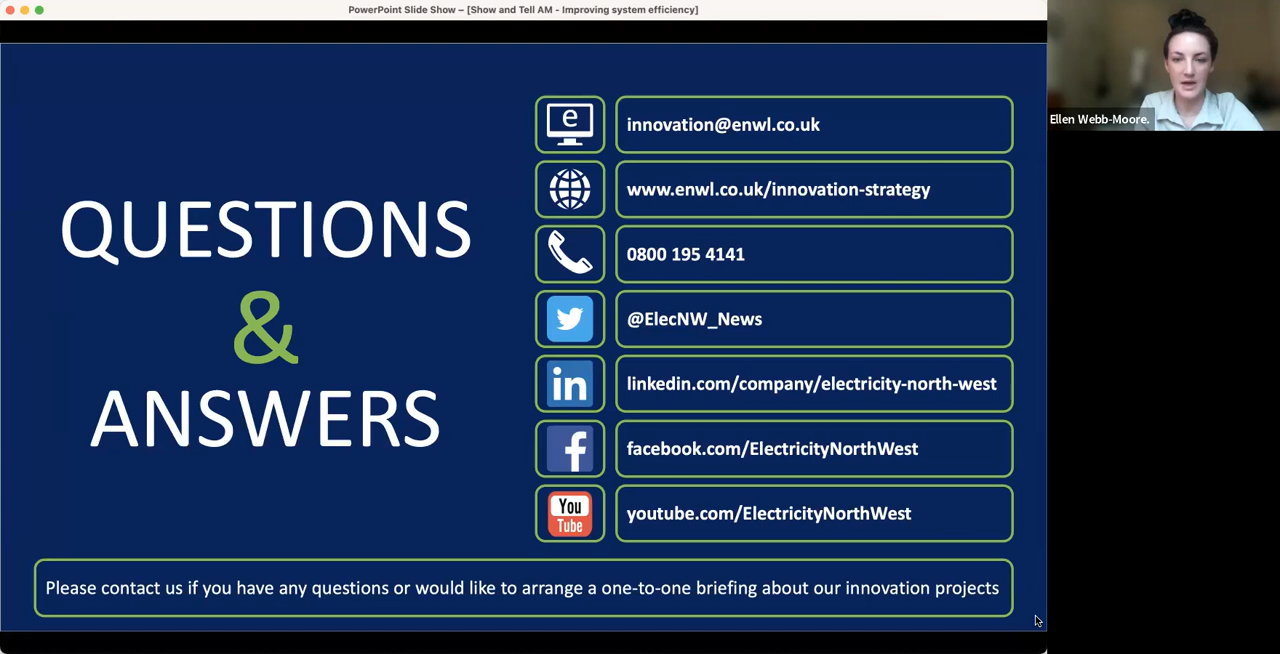 PowerPoint Slide Show – [Show and Tell AM - Improving system efficiency]
Ellen Webb-Moore.
QUESTIONS
&
ANSWERS
e
innovation@enwl.co.uk
www.enwl.co.uk/innovation-strategy
0800 195 4141
@ElecNW_News
in
linkedin.com/company/electricity-north-west
f
facebook.com/ElectricityNorthWest
You
Tube
youtube.com/ElectricityNorthWest
Please contact us if you have any questions or would like to arrange a one-to-one briefing about our innovation projects